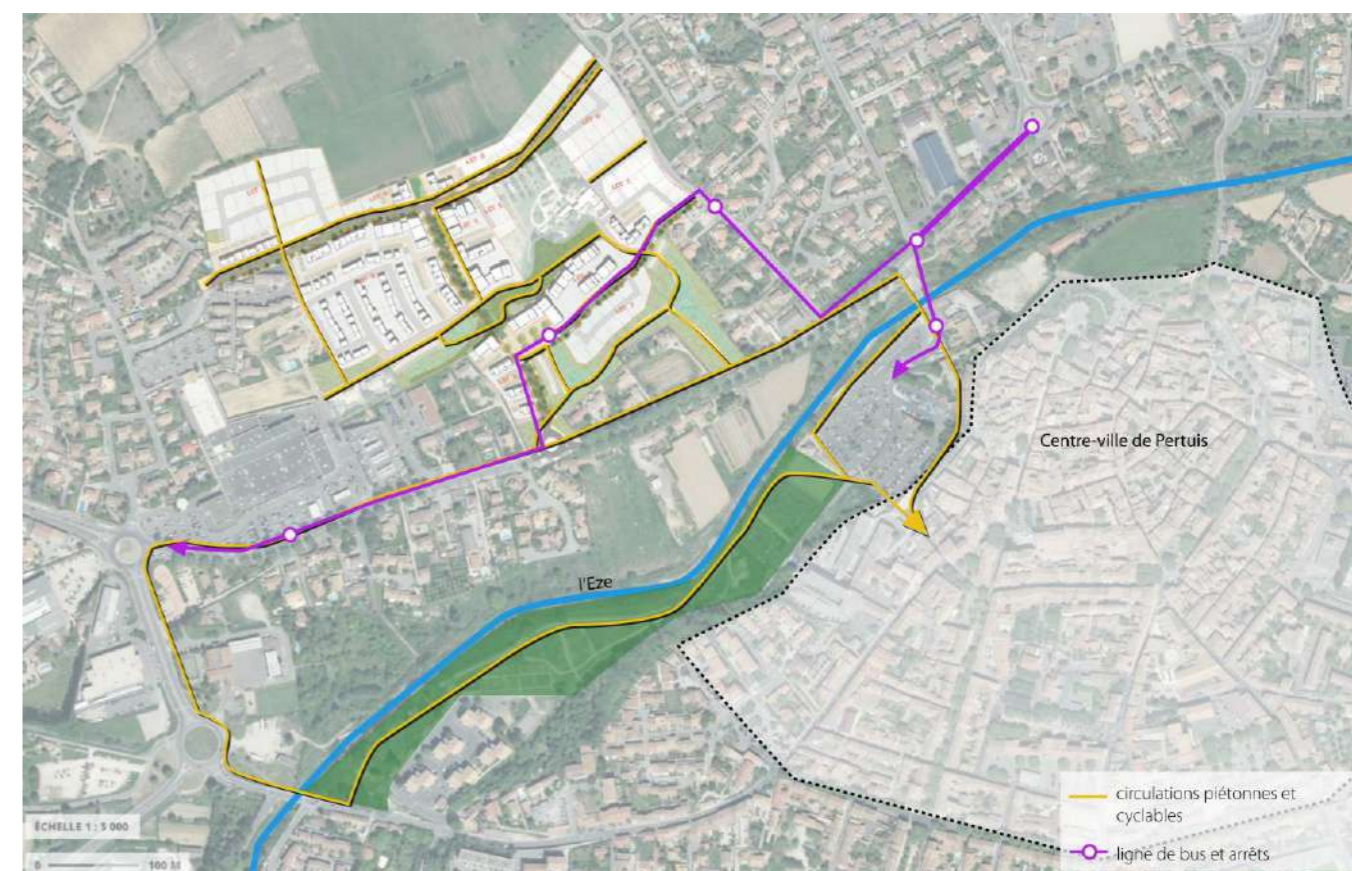 Centre-ville de Pertuis
l'Eze
circulations piétonnes et
cyclables
ligne de bus et arrêts
ÉCHELLE 1 : 5 000
0 100 M